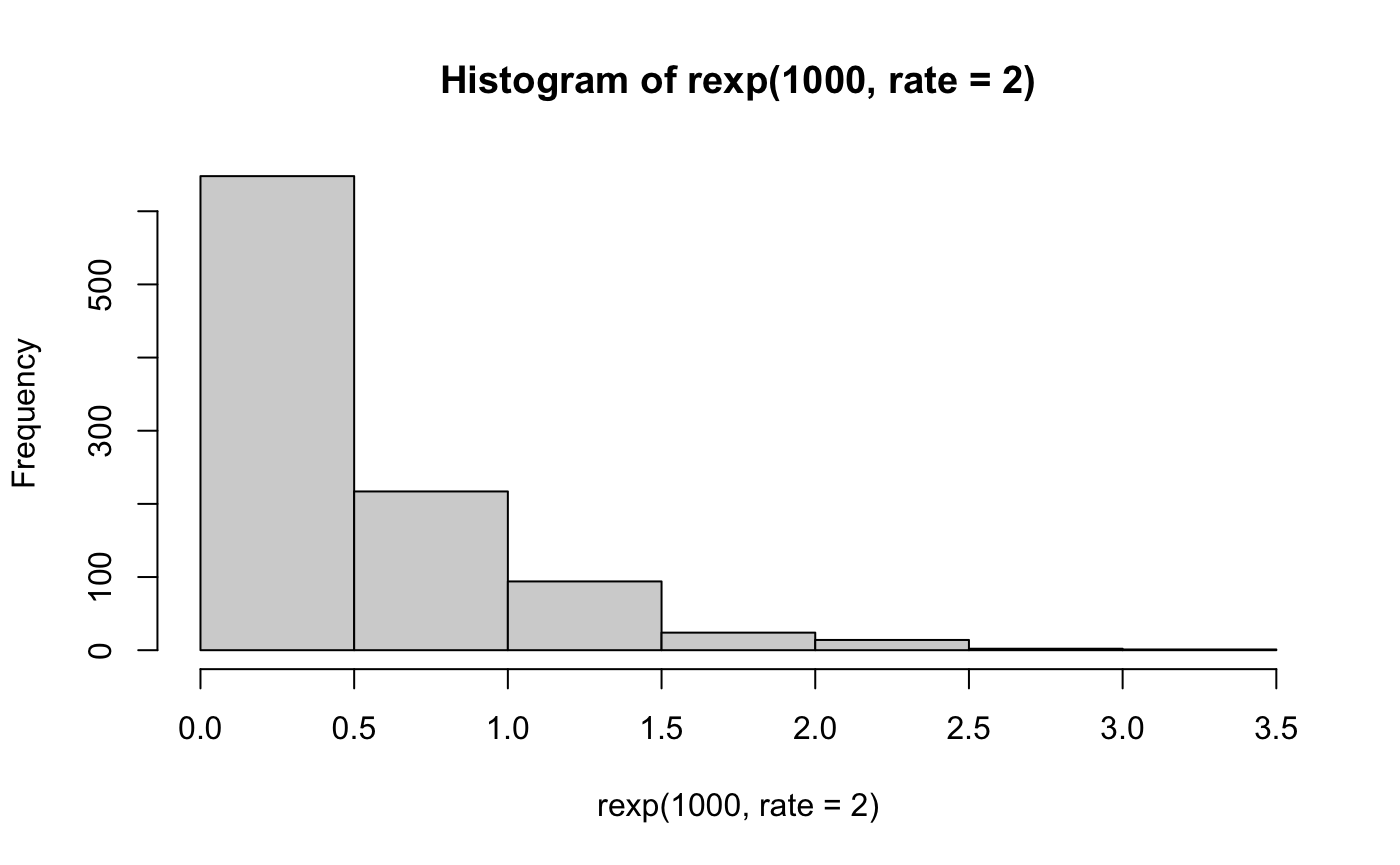 Histogram of rexp(1000, rate = 2)
Frequency
500
300
100
0
0.0 0.5 1.0 1.5 2.0 2.5 3.0 3.5
rexp(1000, rate = 2)